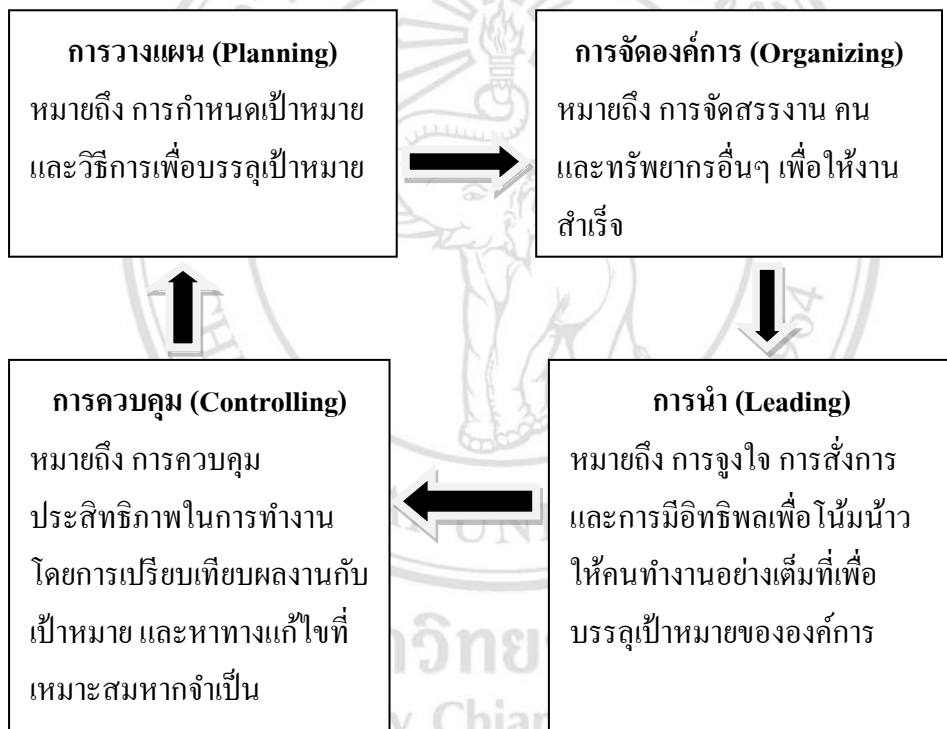 การวางแผน (Planning)
หมายถึง การกำหนดเป้าหมาย
และวิธีการเพื่อบรรลุเป้าหมาย
การจัดองค์การ (Organizing)
หมายถึง การจัดสรรงาน คน
และทรัพยากรอื่นๆ เพื่อให้งาน
สำเร็จ
การนำ (Leading)
หมายถึง การจูงใจ การสั่งการ
และการมีอิทธิพลเพื่อโน้มน้าว
ให้คนทำงานอย่างเต็มที่เพื่อ
บรรลุเป้าหมายขององค์การ
การควบคุม (Controlling)
หมายถึง การควบคุม
ประสิทธิภาพในการทำงาน
โดยการเปรียบเทียบผลงานกับ
เป้าหมาย และหาทางแก้ไขที่
เหมาะสมหากจำเป็น